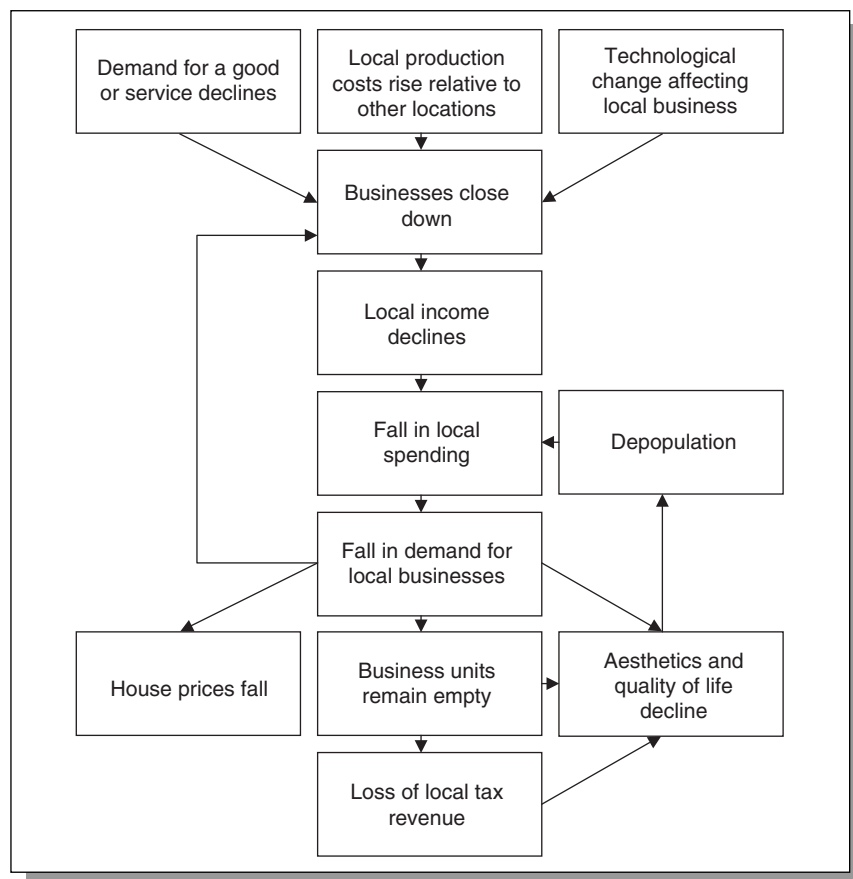 Demand for a good
or service declines
Local production
costs rise relative to
other locations
Technological
change affecting
local business
Businesses close
down
Local income
declines
Fall in local
spending
Depopulation
Fall in demand for
local businesses
House prices fall
Business units
remain empty
Aesthetics and
quality of life
decline
Loss of local tax
revenue